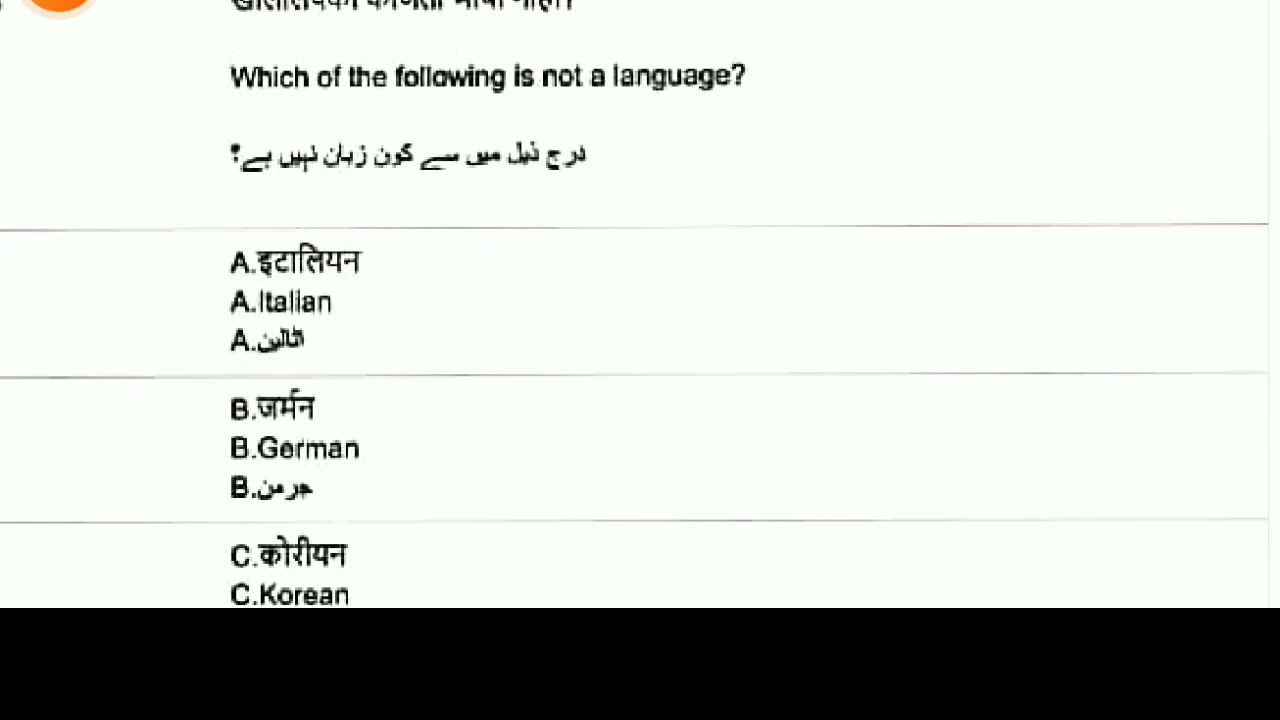 Which of the following is not a language?
درج ذیل میں سے کون زبان نہیں ہے؟
A.इटालियन
A.Italian
A.اٹالین
B.जर्मन
B.German
B.جرمن
C.कोरीयन
C.Korean